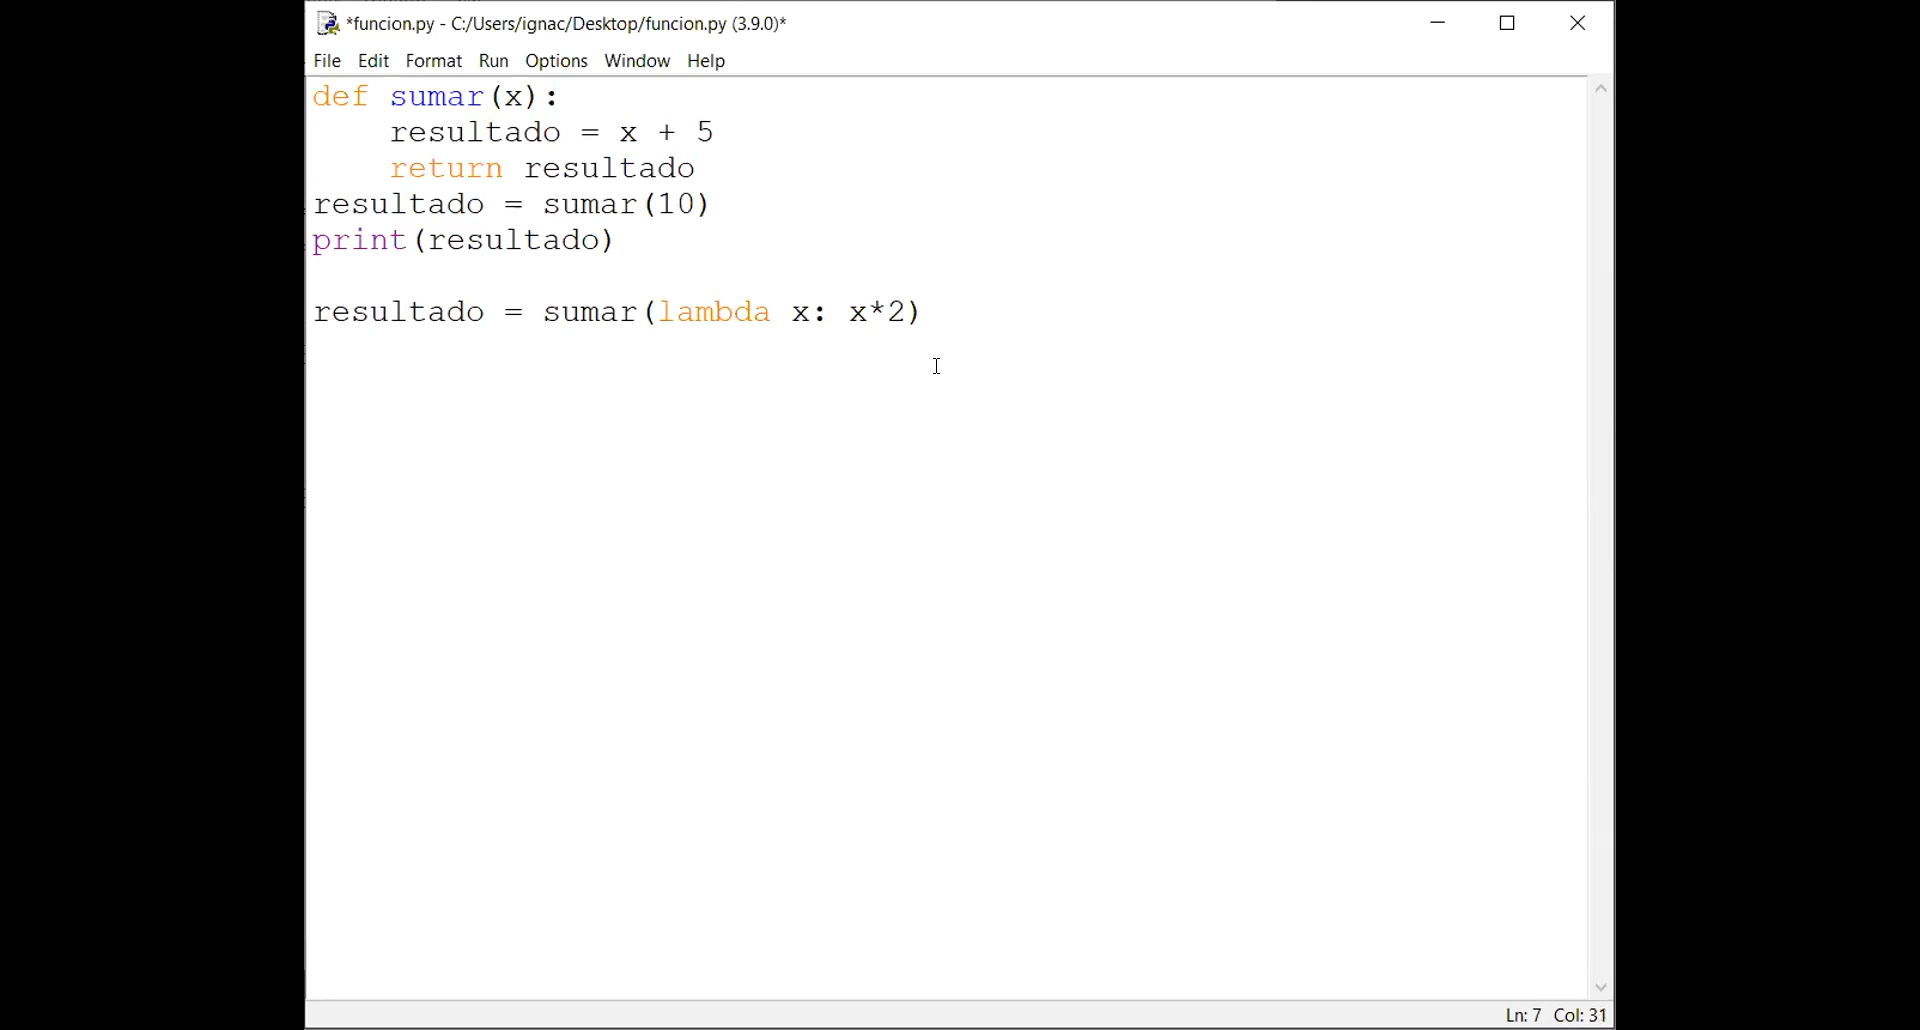 *funcion.py - C:/Users/ignac/Desktop/funcion.py (3.9.0)*
File Edit Format Run Options Window Help
def sumar(x):
    resultado = x + 5
    return resultado
resultado = sumar(10)
print(resultado)

resultado = sumar(lambda x: x*2)
Ln: 7 Col: 31